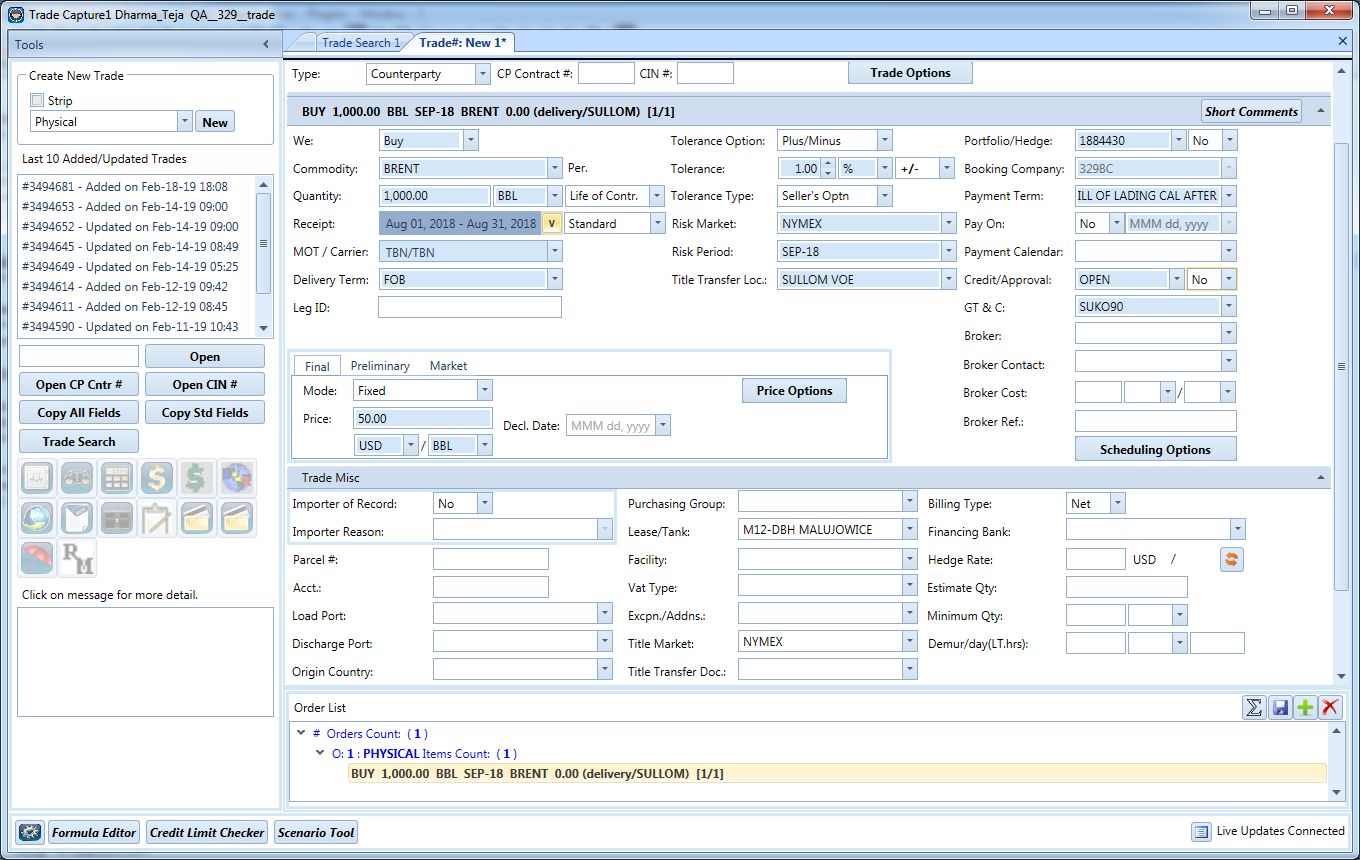 Trade Capture1 Dharma_Teja QA__329__trade
Tools
Trade Search 1
Trade#: New 1*
Create New Trade
Strip
Physical
New
Last 10 Added/Updated Trades
#3494681 - Added on Feb-18-19 18:08
#3494653 - Added on Feb-14-19 09:00
#3494652 - Updated on Feb-14-19 09:00
#3494645 - Updated on Feb-14-19 08:49
#3494649 - Updated on Feb-14-19 05:25
#3494614 - Updated on Feb-12-19 09:42
#3494611 - Added on Feb-12-19 08:45
#3494590 - Updated on Feb-11-19 10:43
Open
Open CP Cntr #
Open CIN #
Copy All Fields
Copy Std Fields
Trade Search
RM
Click on message for more detail.
Type: Counterparty CP Contract #: CIN #: Trade Options
BUY 1,000.00 BBL SEP-18 BRENT 0.00 (delivery/SULLOM) [1/1] Short Comments
We: Buy Tolerance Option: Plus/Minus Portfolio/Hedge: 1884430 No
Commodity: BRENT Per. Tolerance: 1.00 % +/- Booking Company: 329BC
Quantity: 1,000.00 BBL Life of Contr. Tolerance Type: Seller's Optn Payment Term: ILL OF LADING CAL AFTER
Receipt: Aug 01, 2018 - Aug 31, 2018 v Standard Risk Market: NYMEX Pay On: No MMM dd, yyyy
MOT / Carrier: TBN/TBN Risk Period: SEP-18 Payment Calendar:
Delivery Term: FOB Title Transfer Loc.: SULLOM VOE Credit/Approval: OPEN No
Leg ID: GT & C: SUKO90
Broker:
Broker Contact:
Broker Cost: /
Broker Ref.:
Scheduling Options
Final Preliminary Market
Mode: Fixed Price Options
Price: 50.00 Decl. Date: MMM dd, yyyy
USD / BBL
Trade Misc
Importer of Record: No Purchasing Group: Billing Type: Net
Importer Reason: Lease/Tank: M12-DBH MALUJOWICE Financing Bank:
Parcel #: Facility: Hedge Rate: USD /
Acct.: Vat Type: Estimate Qty:
Load Port: Excpn./Addns.: Minimum Qty:
Discharge Port: Title Market: NYMEX Demur/day(LT.hrs):
Origin Country: Title Transfer Doc.:
Order List
# Orders Count: ( 1 )
O: 1 : PHYSICAL Items Count: ( 1 )
BUY 1,000.00 BBL SEP-18 BRENT 0.00 (delivery/SULLOM) [1/1]
Formula Editor Credit Limit Checker Scenario Tool Live Updates Connected